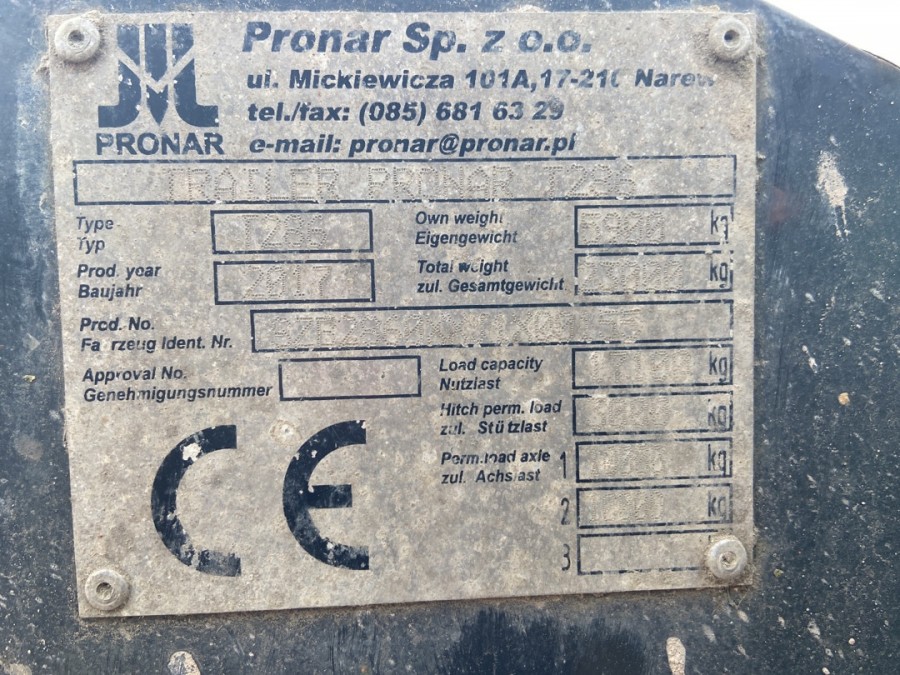 Pronar Sp. z o.o.
ul. Mickiewicza 101A,17-210 Narew
tel./fax: (085) 681 63 29
PRONAR e-mail: pronar@pronar.pl
TRAILER PRONAR T286
Type T286 Own weight 5900 kg
Typ Eigengewicht
Prod. year 2017 Total weight kg
Baujahr zul. Gesamtgewicht
Prod. No.
Fahrzeug Ident. Nr.
Approval No. Load capacity kg
Genehmigungsnummer Nutzlast
Hitch perm. load kg
zul. Stützlast
Perm.load axle 1 kg
zul. Achslast
2 kg
3
CE